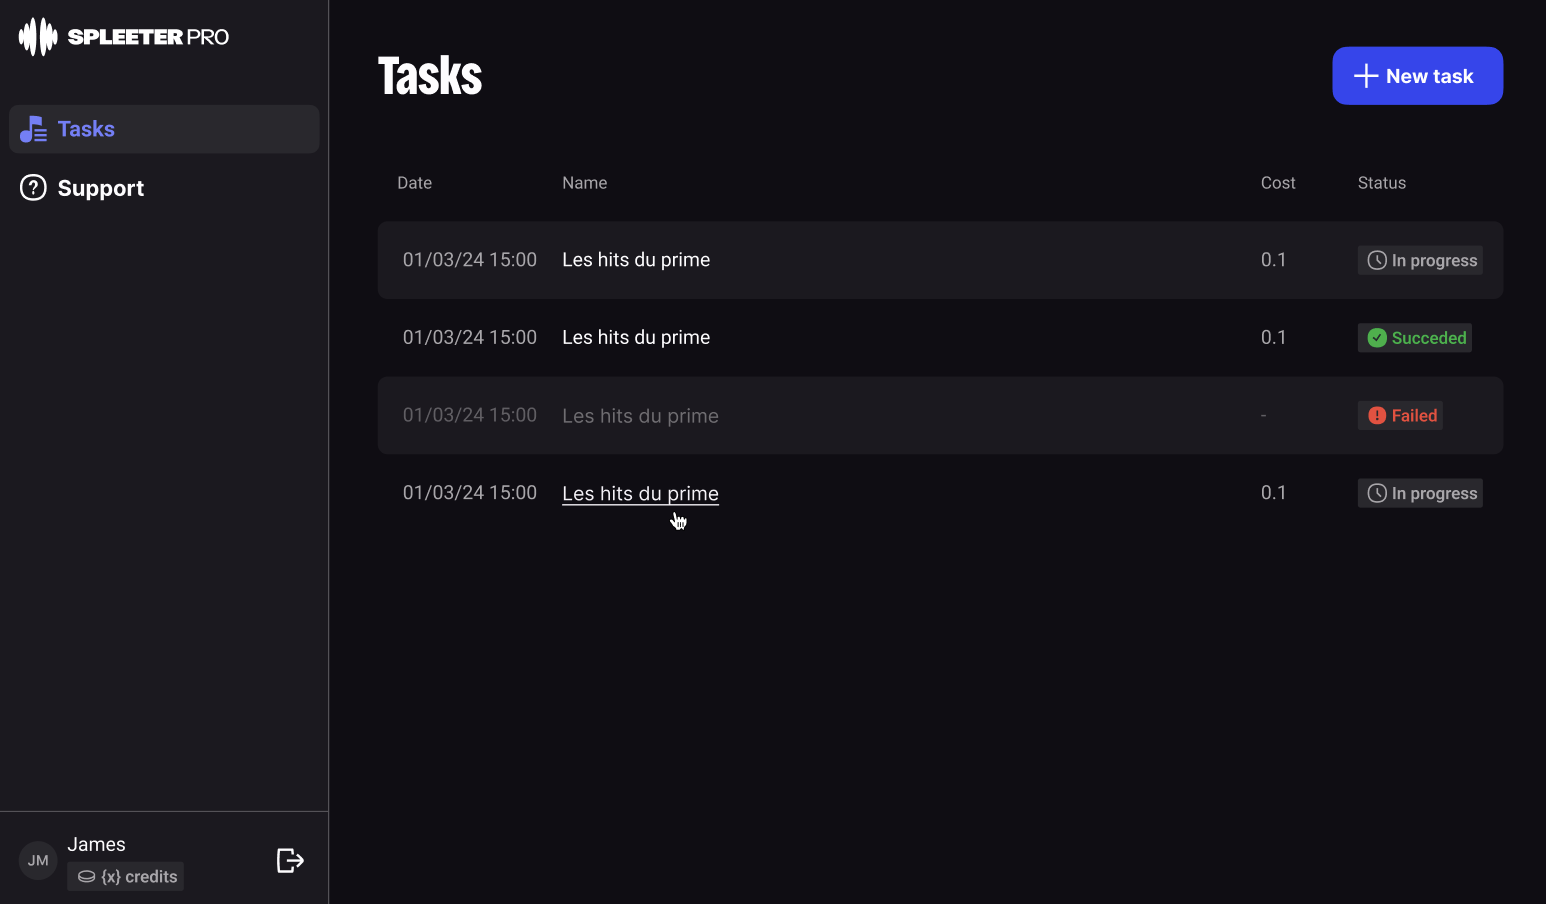 SPLEETER PRO
Tasks
Support
Tasks
New task
Date Name Cost Status
01/03/24 15:00 Les hits du prime 0.1 In progress
01/03/24 15:00 Les hits du prime 0.1 Succeded
01/03/24 15:00 Les hits du prime - Failed
01/03/24 15:00 Les hits du prime 0.1 In progress
JM
James
{x} credits